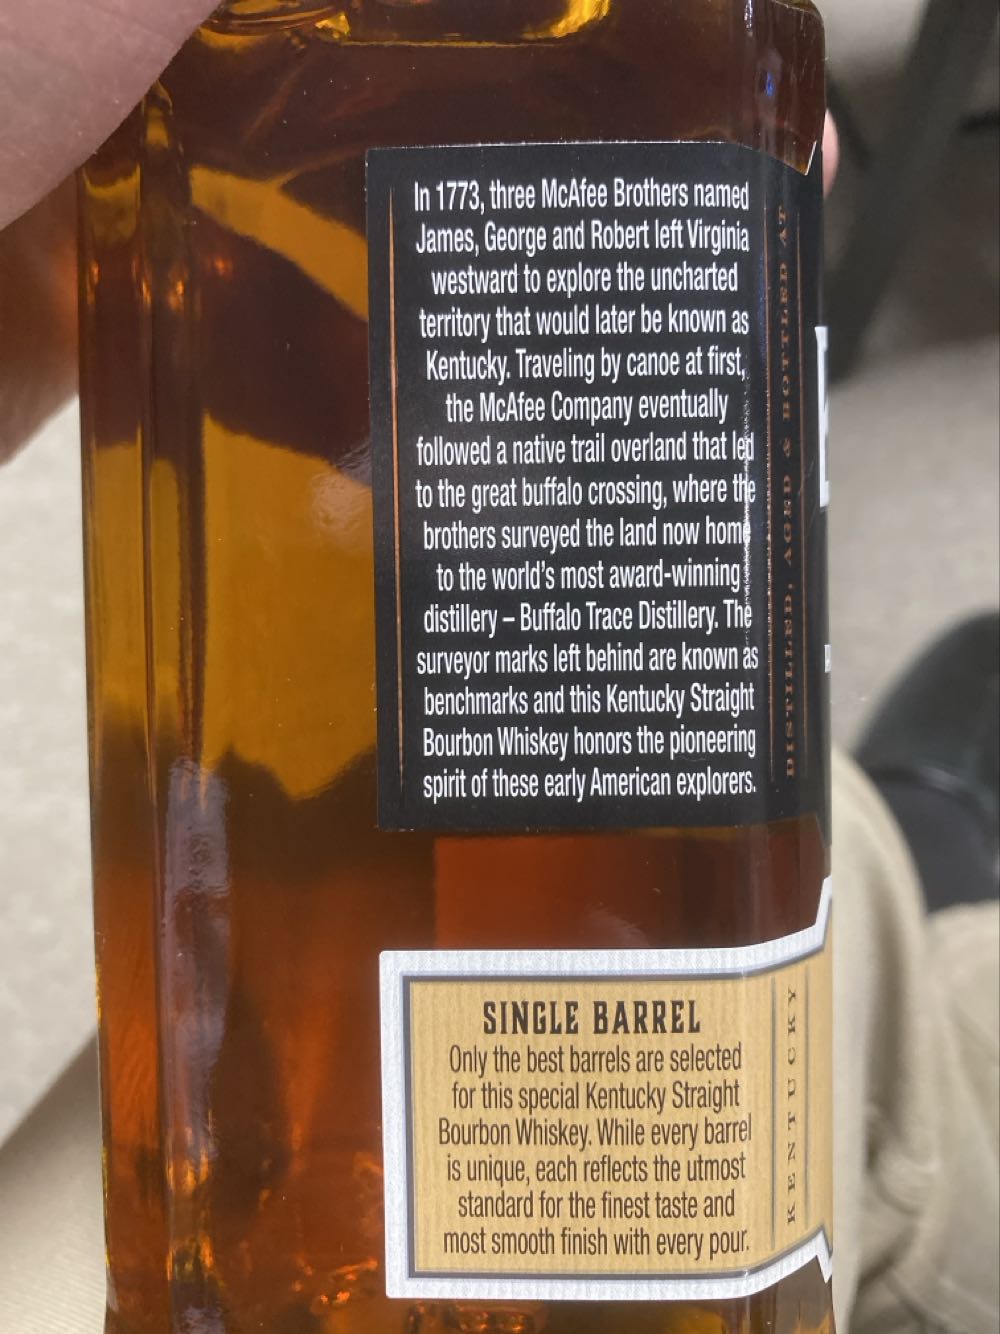 In 1773, three McAfee Brothers named
James, George and Robert left Virginia
westward to explore the uncharted
territory that would later be known as
Kentucky. Traveling by canoe at first,
the McAfee Company eventually
followed a native trail overland that led
to the great buffalo crossing, where the
brothers surveyed the land now home
to the world's most award-winning
distillery – Buffalo Trace Distillery. The
surveyor marks left behind are known as
benchmarks and this Kentucky Straight
Bourbon Whiskey honors the pioneering
spirit of these early American explorers.
DISTILLED, AGED & BOTTLED AT
SINGLE BARREL
Only the best barrels are selected
for this special Kentucky Straight
Bourbon Whiskey. While every barrel
is unique, each reflects the utmost
standard for the finest taste and
most smooth finish with every pour.
KENTUCKY